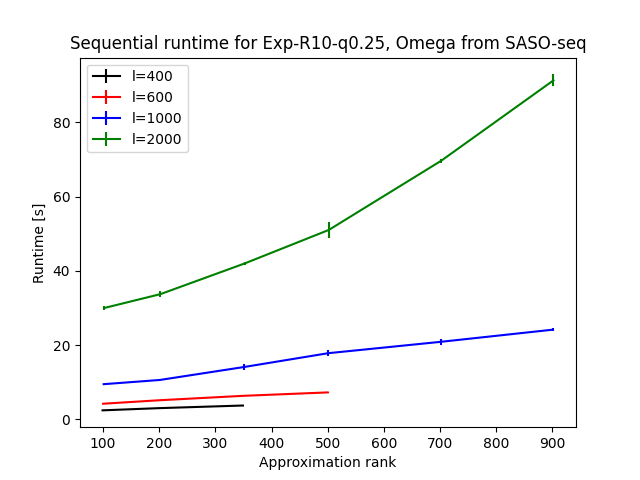 Sequential runtime for Exp-R10-q0.25, Omega from SASO-seq
l=400
l=600
l=1000
l=2000
80
60
40
20
0
Runtime [s]
100 200 300 400 500 600 700 800 900
Approximation rank